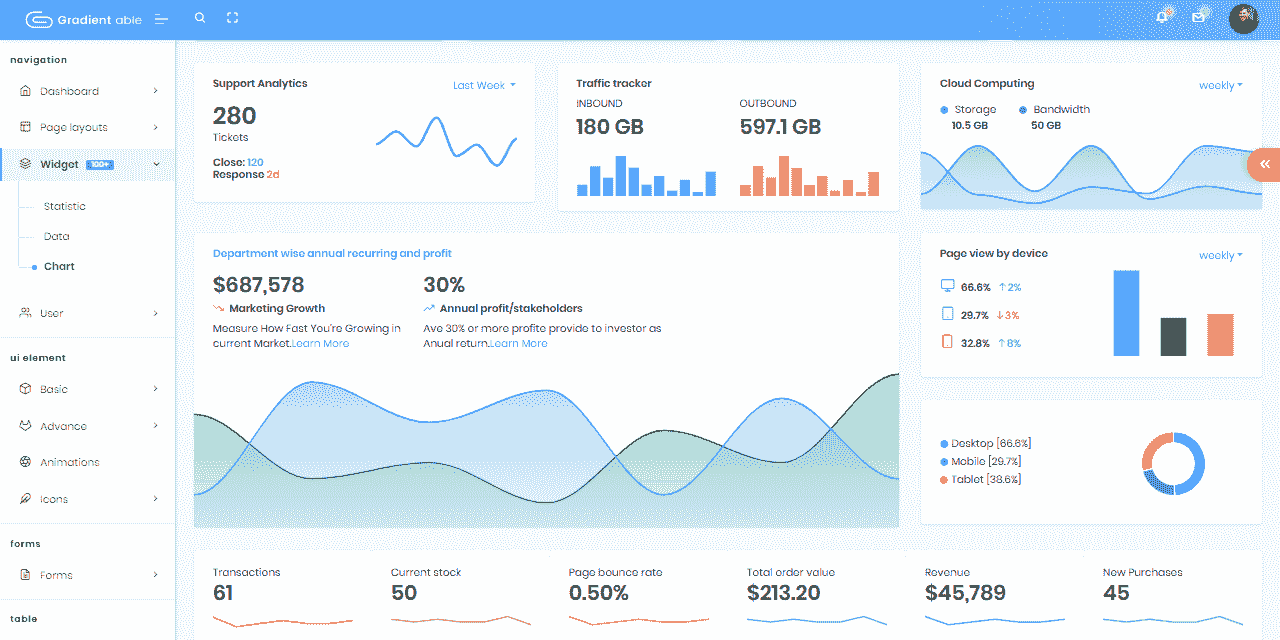 Gradient able
navigation
Dashboard
Page layouts
Widget 100+
Statistic
Data
Chart
User
ui element
Basic
Advance
Animations
Icons
forms
Forms
table
Support Analytics
Last Week
280
Tickets
Close: 120
Response 2d
Traffic tracker
INBOUND
180 GB
OUTBOUND
597.1 GB
Cloud Computing
weekly
Storage
10.5 GB
Bandwidth
50 GB
Department wise annual recurring and profit
$687,578
Marketing Growth
Measure How Fast You're Growing in
current Market.Learn More
30%
Annual profit/stakeholders
Ave 30% or more profite provide to investor as
Anual return.Learn More
Page view by device
weekly
66.6% ↑2%
29.7% ↓3%
32.8% ↑8%
Desktop [66.6%]
Mobile [29.7%]
Tablet [38.6%]
Transactions
61
Current stock
50
Page bounce rate
0.50%
Total order value
$213.20
Revenue
$45,789
New Purchases
45